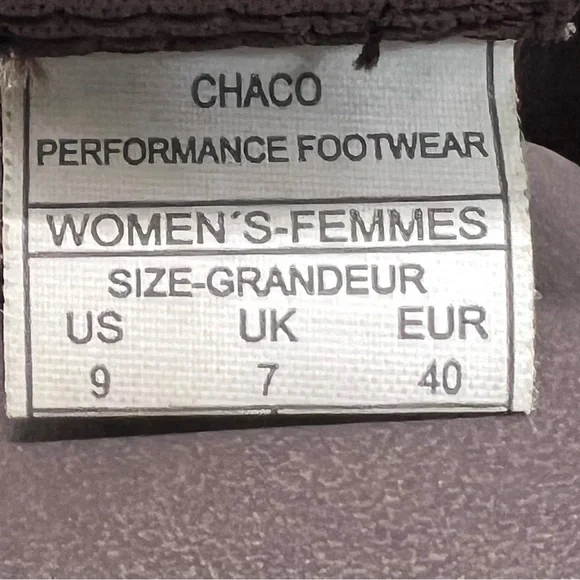 CHACO
PERFORMANCE FOOTWEAR
WOMEN´S-FEMMES
SIZE-GRANDEUR
US UK EUR
9 7 40